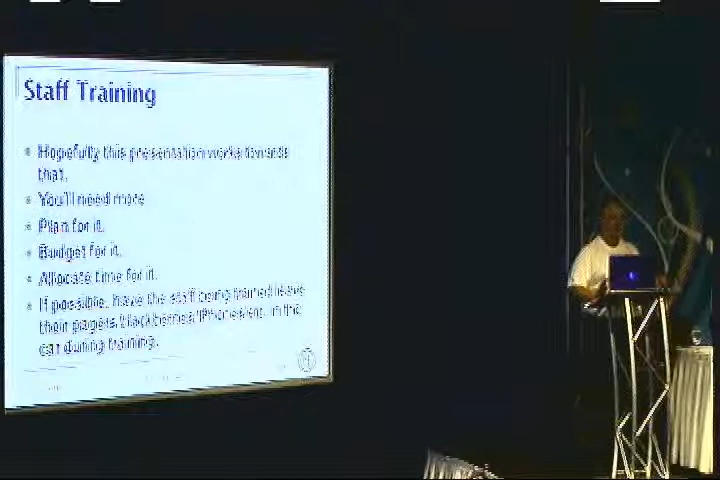 Staff Training
Hopefully this presentation works towards
that.
You'll need more
Plan for it.
Budget for it.
Allocate time for it.
If possible, have the staff being trained leave
their pagers, blackberries, iPhones, etc. in the
car during training.